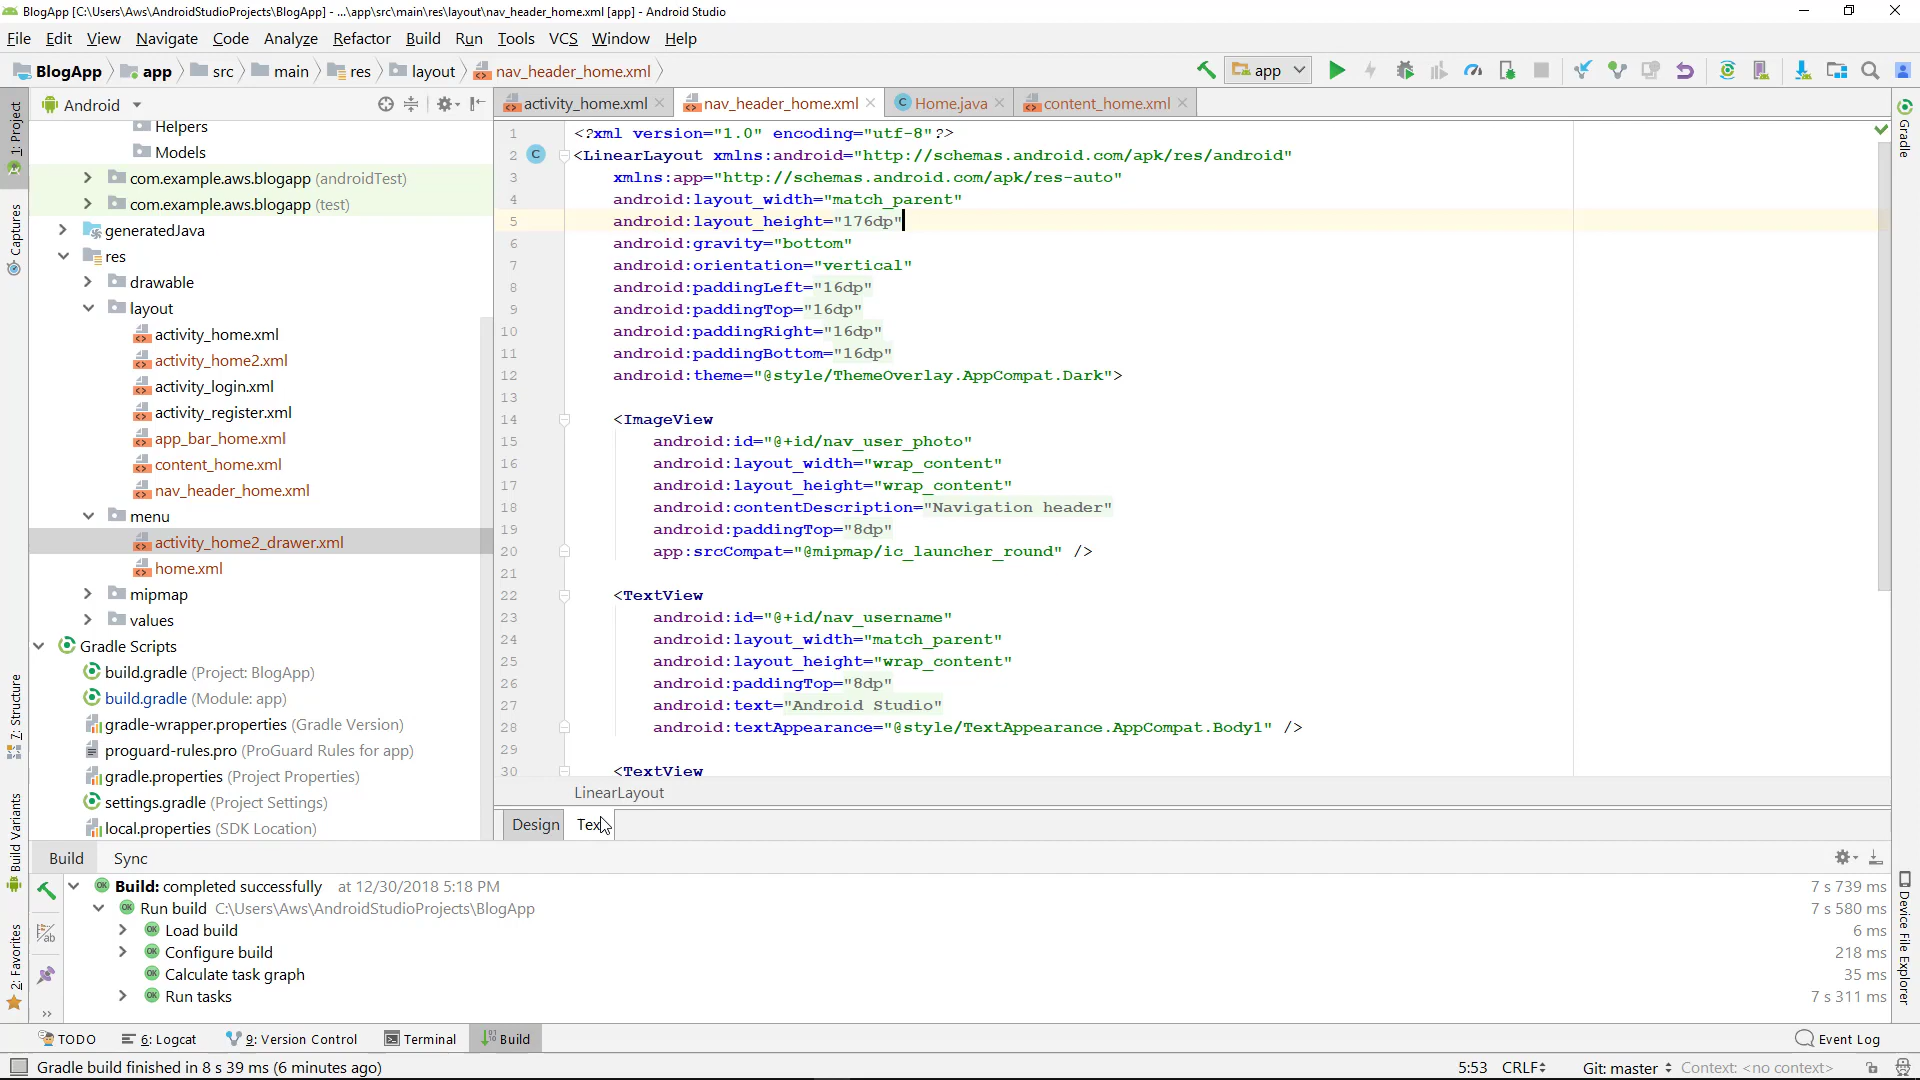 BlogApp [C:\Users\Aws\AndroidStudioProjects\BlogApp] - ...\app\src\main\res\layout\nav_header_home.xml [app] - Android Studio
File Edit View Navigate Code Analyze Refactor Build Run Tools VCS Window Help
BlogApp app src main res layout nav_header_home.xml app
1: Project
Captures
7: Structure
Build Variants
2: Favorites
Android
Helpers
Models
com.example.aws.blogapp (androidTest)
com.example.aws.blogapp (test)
generatedJava
res
drawable
layout
activity_home.xml
activity_home2.xml
activity_login.xml
activity_register.xml
app_bar_home.xml
content_home.xml
nav_header_home.xml
menu
activity_home2_drawer.xml
home.xml
mipmap
values
Gradle Scripts
build.gradle (Project: BlogApp)
build.gradle (Module: app)
gradle-wrapper.properties (Gradle Version)
proguard-rules.pro (ProGuard Rules for app)
gradle.properties (Project Properties)
settings.gradle (Project Settings)
local.properties (SDK Location)
activity_home.xml nav_header_home.xml Home.java content_home.xml
1 <?xml version="1.0" encoding="utf-8"?>
2 <LinearLayout xmlns:android="http://schemas.android.com/apk/res/android"
3 xmlns:app="http://schemas.android.com/apk/res-auto"
4 android:layout_width="match_parent"
5 android:layout_height="176dp"
6 android:gravity="bottom"
7 android:orientation="vertical"
8 android:paddingLeft="16dp"
9 android:paddingTop="16dp"
10 android:paddingRight="16dp"
11 android:paddingBottom="16dp"
12 android:theme="@style/ThemeOverlay.AppCompat.Dark">
13
14 <ImageView
15 android:id="@+id/nav_user_photo"
16 android:layout_width="wrap_content"
17 android:layout_height="wrap_content"
18 android:contentDescription="Navigation header"
19 android:paddingTop="8dp"
20 app:srcCompat="@mipmap/ic_launcher_round" />
21
22 <TextView
23 android:id="@+id/nav_username"
24 android:layout_width="match_parent"
25 android:layout_height="wrap_content"
26 android:paddingTop="8dp"
27 android:text="Android Studio"
28 android:textAppearance="@style/TextAppearance.AppCompat.Body1" />
29
30 <TextView
LinearLayout
Design Text
Gradle
Device File Explorer
Build Sync
Build: completed successfully at 12/30/2018 5:18 PM 7 s 739 ms
Run build C:\Users\Aws\AndroidStudioProjects\BlogApp 7 s 580 ms
Load build 6 ms
Configure build 218 ms
Calculate task graph 35 ms
Run tasks 7 s 311 ms
TODO 6: Logcat 9: Version Control Terminal Build Event Log
Gradle build finished in 8 s 39 ms (6 minutes ago) 5:53 CRLF Git: master Context: <no context>